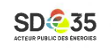 SDE35
ACTEUR PUBLIC DES ÉNERGIES